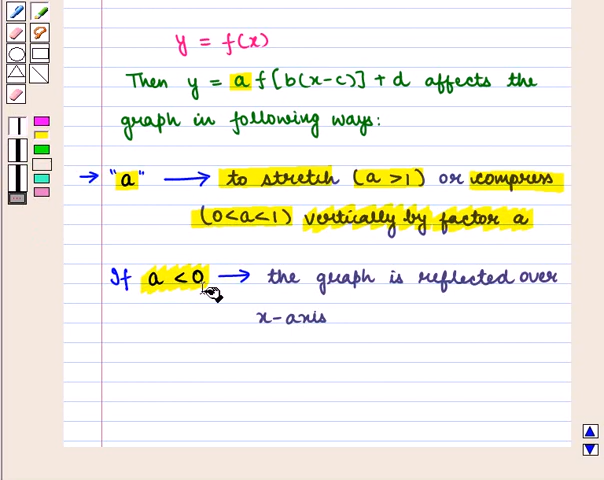 y = f(x)
Then y = a f[b(x-c)] + d affects the
graph in following ways:
→ "a" → to stretch (a >1) or compress
(0<a<1) vertically by factor a
If a <0 → the graph is reflected over
x-axis